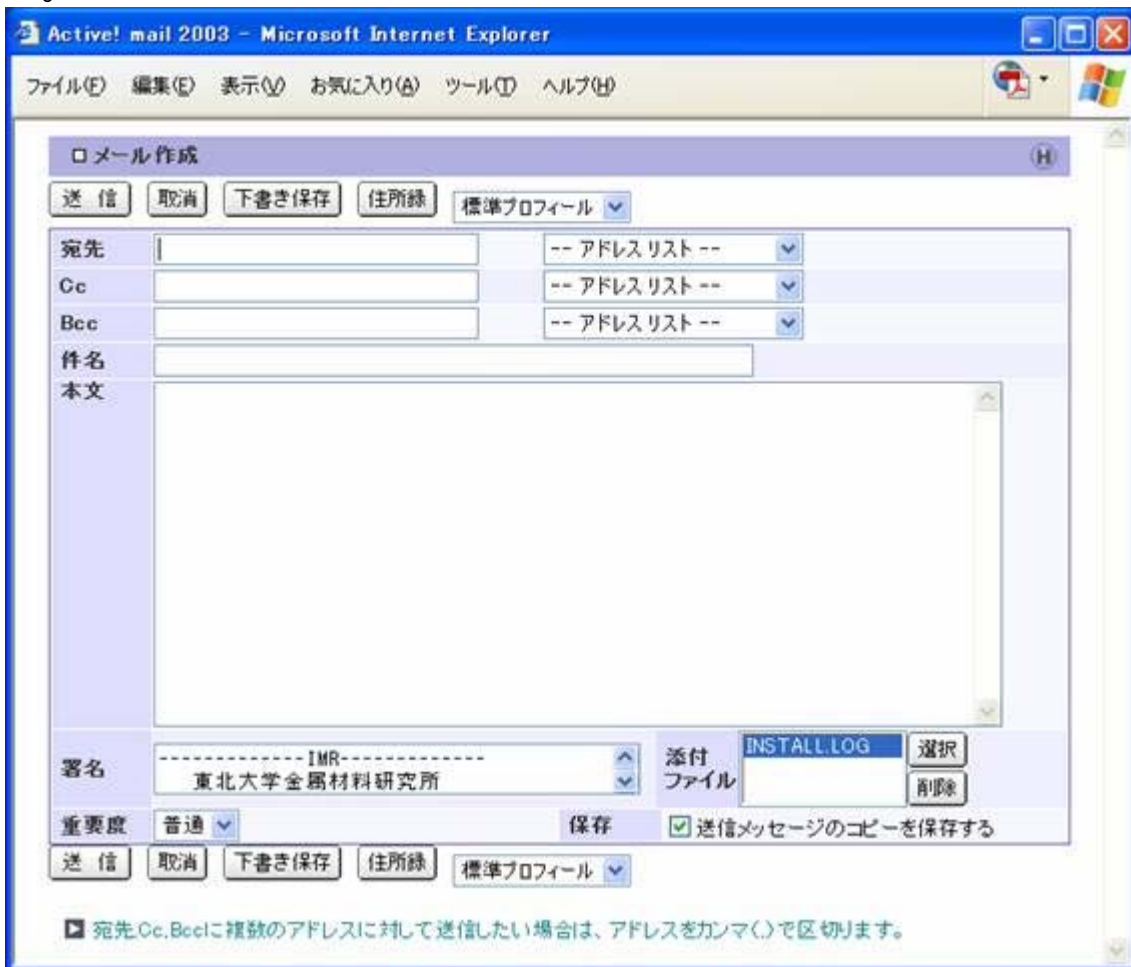 Active! mail 2003 - Microsoft Internet Explorer
ファイル(F) 編集(E) 表示(V) お気に入り(A) ツール(T) ヘルプ(H)
メール作成 H
送 信 取消 下書き保存 住所録 標準プロフィール
宛先 -- アドレスリスト --
Cc -- アドレスリスト --
Bcc -- アドレスリスト --
件名
本文
署名 --------------IMR--------------
東北大学金属材料研究所
添付
ファイル
INSTALL.LOG 選択
削除
重要度 普通 保存 送信メッセージのコピーを保存する
送 信 取消 下書き保存 住所録 標準プロフィール
宛先,Cc,Bccに複数のアドレスに対して送信したい場合は、アドレスをカンマ(,)で区切ります。